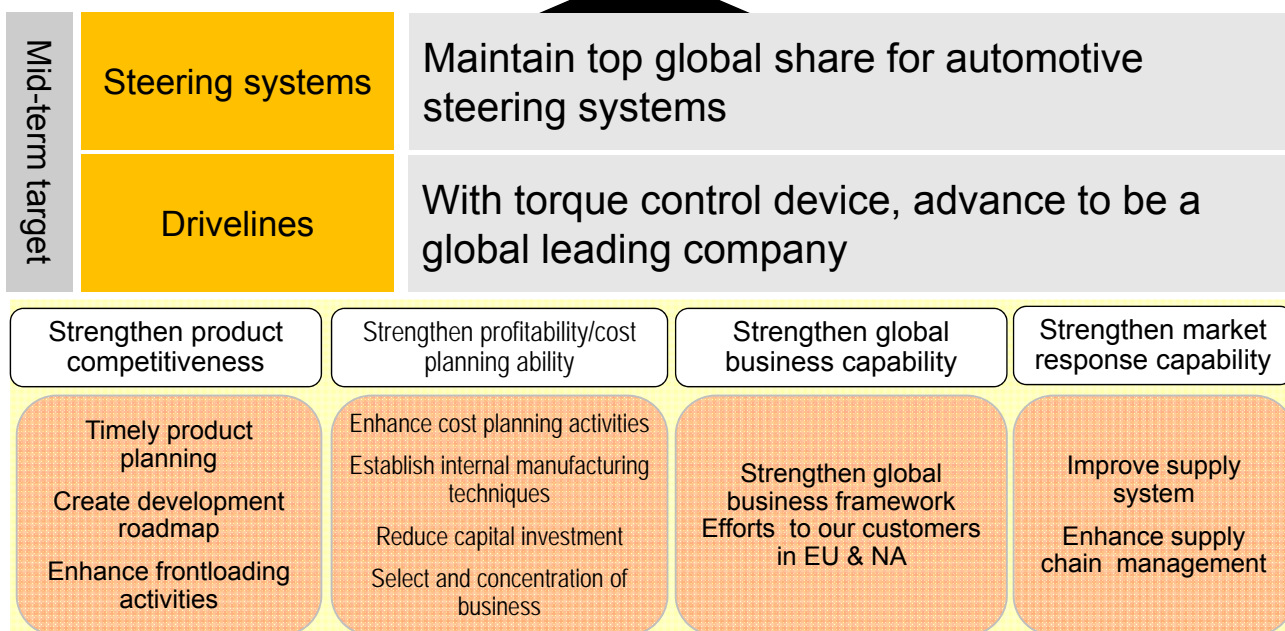 Mid-term target
Steering systems
Maintain top global share for automotive
steering systems
Drivelines
With torque control device, advance to be a
global leading company
Strengthen product
competitiveness
Timely product
planning
Create development
roadmap
Enhance frontloading
activities
Strengthen profitability/cost
planning ability
Enhance cost planning activities
Establish internal manufacturing
techniques
Reduce capital investment
Select and concentration of
business
Strengthen global
business capability
Strengthen global
business framework
Efforts to our customers
in EU & NA
Strengthen market
response capability
Improve supply
system
Enhance supply
chain management